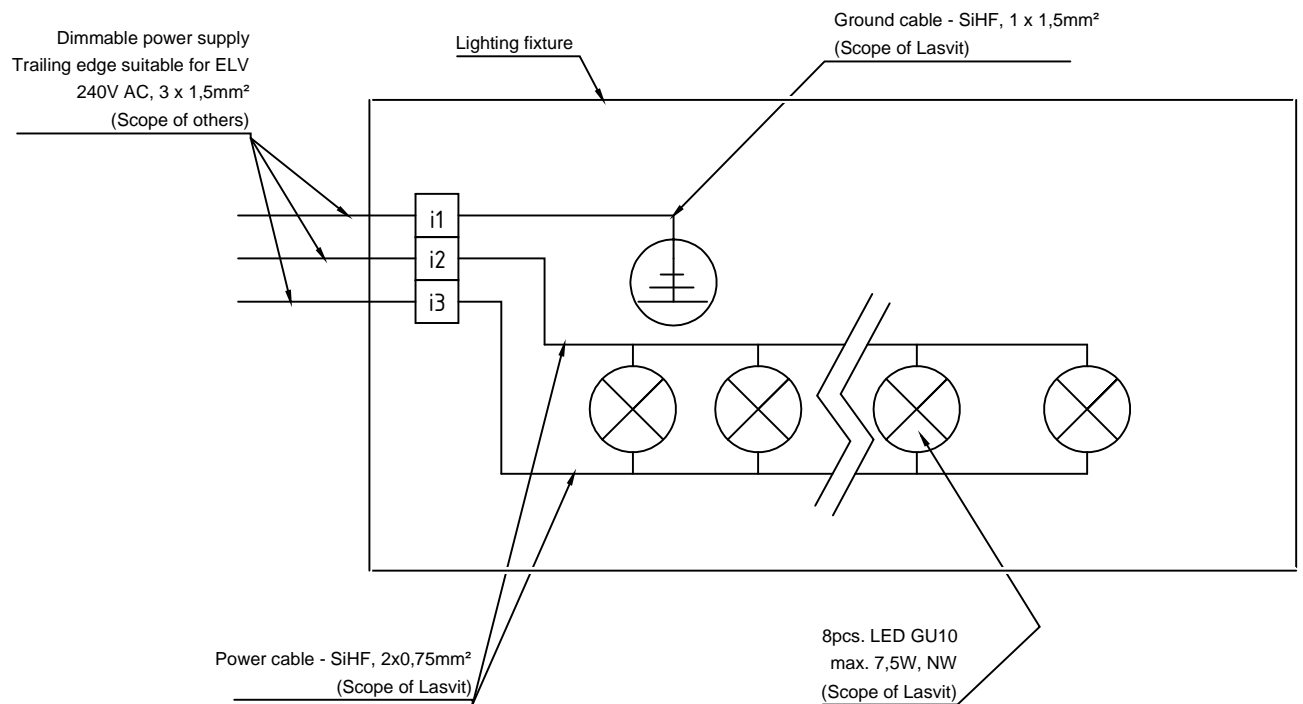 Dimmable power supply
Trailing edge suitable for ELV
240V AC, 3 x 1,5mm²
(Scope of others)
Lighting fixture
Ground cable - SiHF, 1 x 1,5mm²
(Scope of Lasvit)
i1
i2
i3
Power cable - SiHF, 2x0,75mm²
(Scope of Lasvit)
8pcs. LED GU10
max. 7,5W, NW
(Scope of Lasvit)